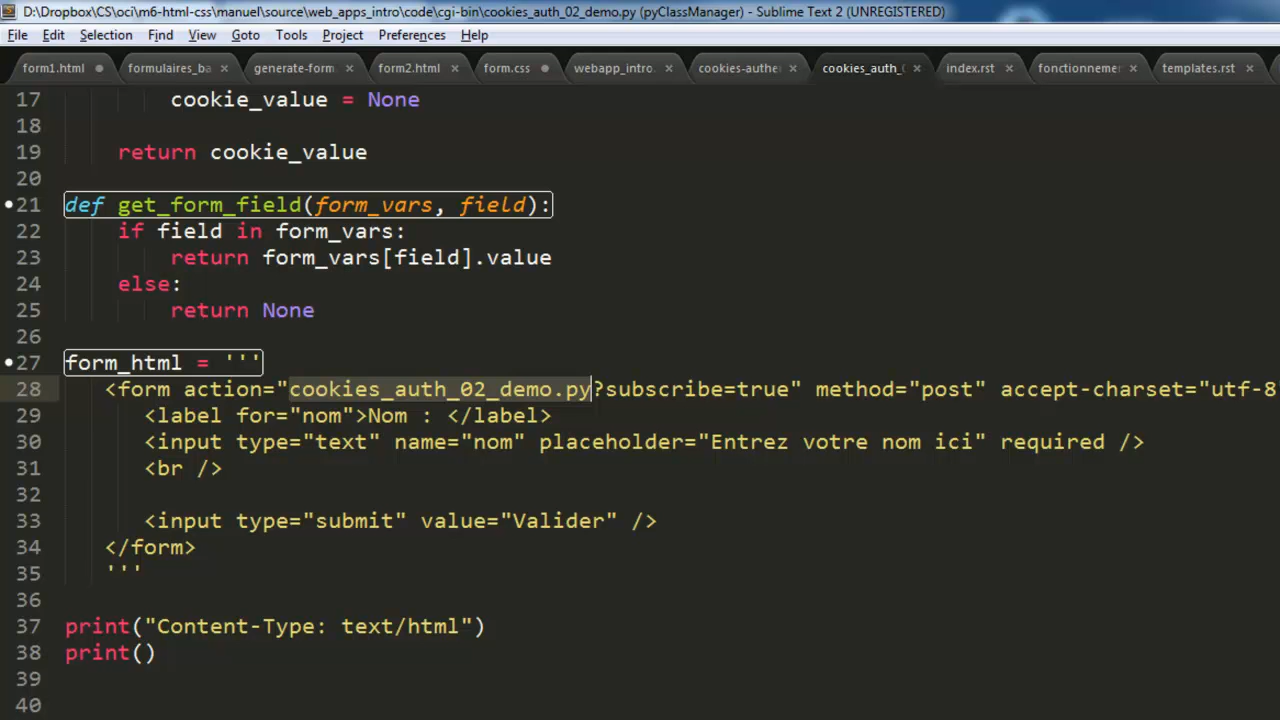 D:\Dropbox\CS\oci\m6-html-css\manuel\source\web_apps_intro\code\cgi-bin\cookies_auth_02_demo.py (pyClassManager) - Sublime Text 2 (UNREGISTERED)
File Edit Selection Find View Goto Tools Project Preferences Help
form1.html formulaires_ba generate-form form2.html form.css webapp_intro. cookies-authe cookies_auth_ index.rst fonctionneme templates.rst
17 cookie_value = None
18
19 return cookie_value
20
21 def get_form_field(form_vars, field):
22 if field in form_vars:
23 return form_vars[field].value
24 else:
25 return None
26
27 form_html = '''
28 <form action="cookies_auth_02_demo.py?subscribe=true" method="post" accept-charset="utf-8
29 <label for="nom">Nom : </label>
30 <input type="text" name="nom" placeholder="Entrez votre nom ici" required />
31 <br />
32
33 <input type="submit" value="Valider" />
34 </form>
35 '''
36
37 print("Content-Type: text/html")
38 print()
39
40